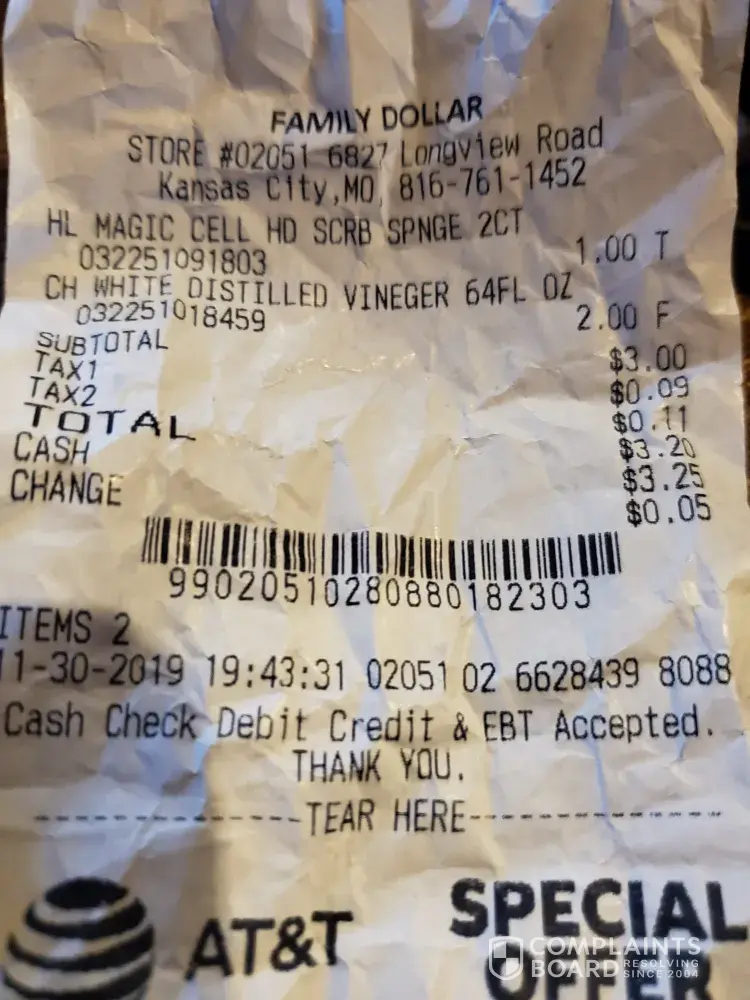 FAMILY DOLLAR
STORE #02051 6827 Longview Road
Kansas City,MO, 816-761-1452
HL MAGIC CELL HD SCRB SPNGE 2CT
032251091803 1.00 T
CH WHITE DISTILLED VINEGER 64FL OZ
032251018459 2.00 F
SUBTOTAL $3.00
TAX1 $0.09
TAX2 $0.11
TOTAL $3.20
CASH $3.25
CHANGE $0.05
99020510280880182303
ITEMS 2
11-30-2019 19:43:31 02051 02 6628439 8088
Cash Check Debit Credit & EBT Accepted.
THANK YOU.
TEAR HERE
AT&T
SPECIAL
OFFER
COMPLAINTS
BOARD RESOLVING
SINCE 2004